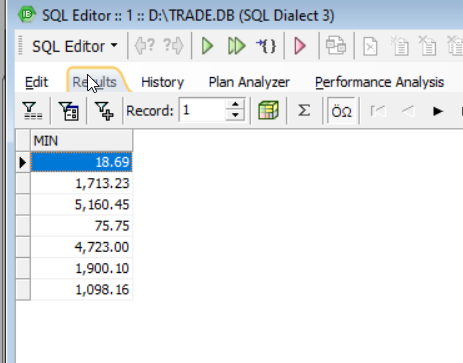 SQL Editor :: 1 :: D:\TRADE.DB (SQL Dialect 3)
SQL Editor
Edit Results History Plan Analyzer Performance Analysis
Record: 1 Σ ÖΩ
MIN
18.69
1,713.23
5,160.45
75.75
4,723.00
1,900.10
1,098.16